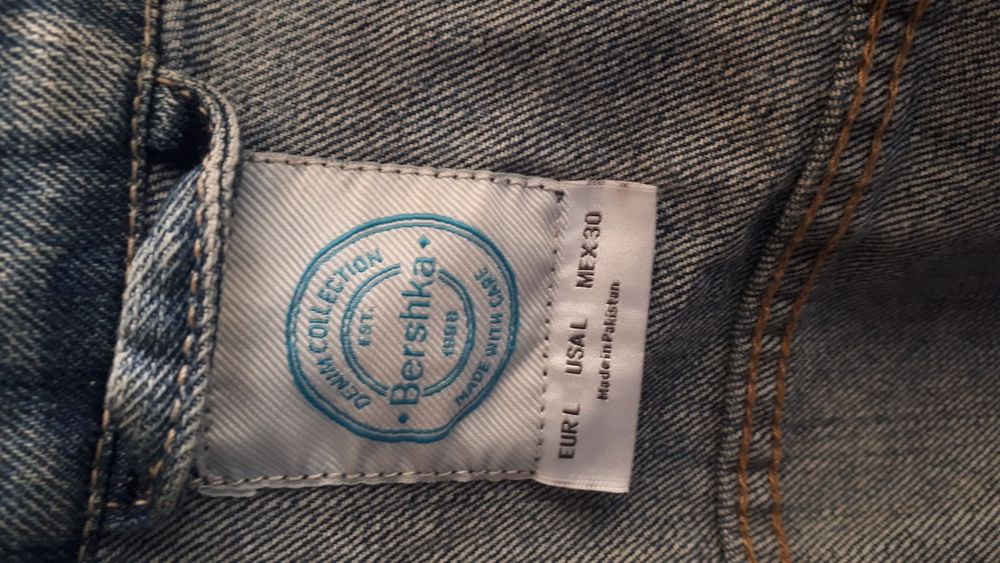 DENIM COLLECTION
EST.
Bershka
1998
MADE WITH CARE
EUR L USA L MEX 30
Made in Pakistan